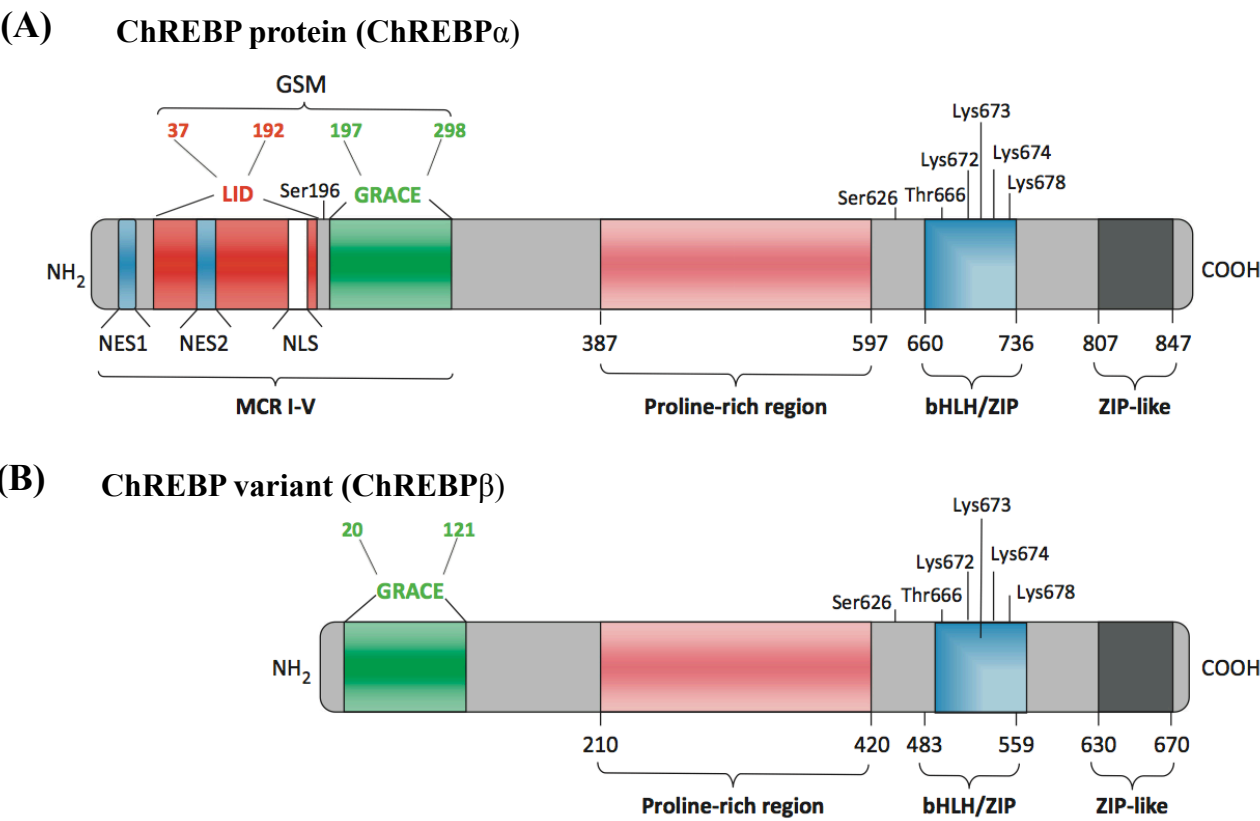 (A) ChREBP protein (ChREBPα)
GSM
37 192 197 298
LID Ser196 GRACE
Lys673
Lys672 Lys674
Ser626 Thr666 Lys678
NH2 COOH
NES1 NES2 NLS 387 597 660 736 807 847
MCR I-V Proline-rich region bHLH/ZIP ZIP-like
(B) ChREBP variant (ChREBPβ)
20 121
GRACE
Lys673
Lys672 Lys674
Ser626 Thr666 Lys678
NH2 COOH
210 420 483 559 630 670
Proline-rich region bHLH/ZIP ZIP-like